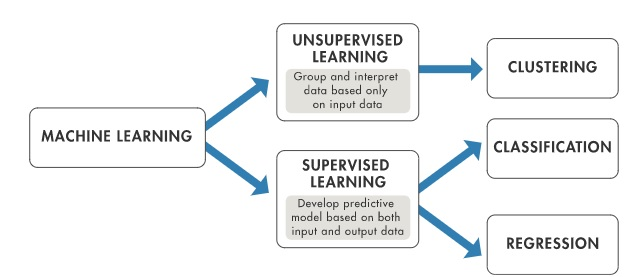 MACHINE LEARNING
UNSUPERVISED
LEARNING
Group and interpret
data based only
on input data
SUPERVISED
LEARNING
Develop predictive
model based on both
input and output data
CLUSTERING
CLASSIFICATION
REGRESSION